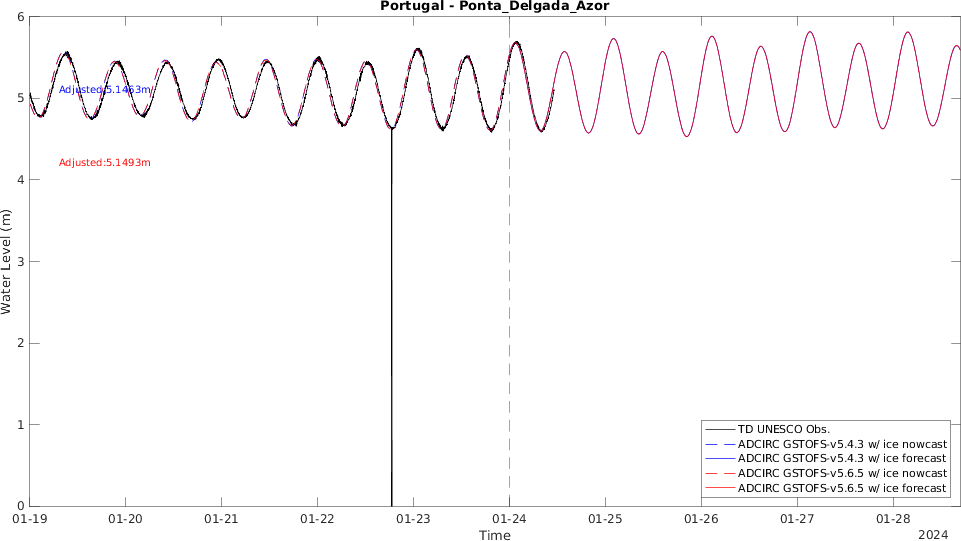 Portugal - Ponta_Delgada_Azor
6
5
4
3
2
1
0
Water Level (m)
Adjusted:5.1463m
Adjusted:5.1493m
TD UNESCO Obs.
ADCIRC GSTOFS-v5.4.3 w/ ice nowcast
ADCIRC GSTOFS-v5.4.3 w/ ice forecast
ADCIRC GSTOFS-v5.6.5 w/ ice nowcast
ADCIRC GSTOFS-v5.6.5 w/ ice forecast
01-19 01-20 01-21 01-22 01-23 01-24 01-25 01-26 01-27 01-28
Time
2024